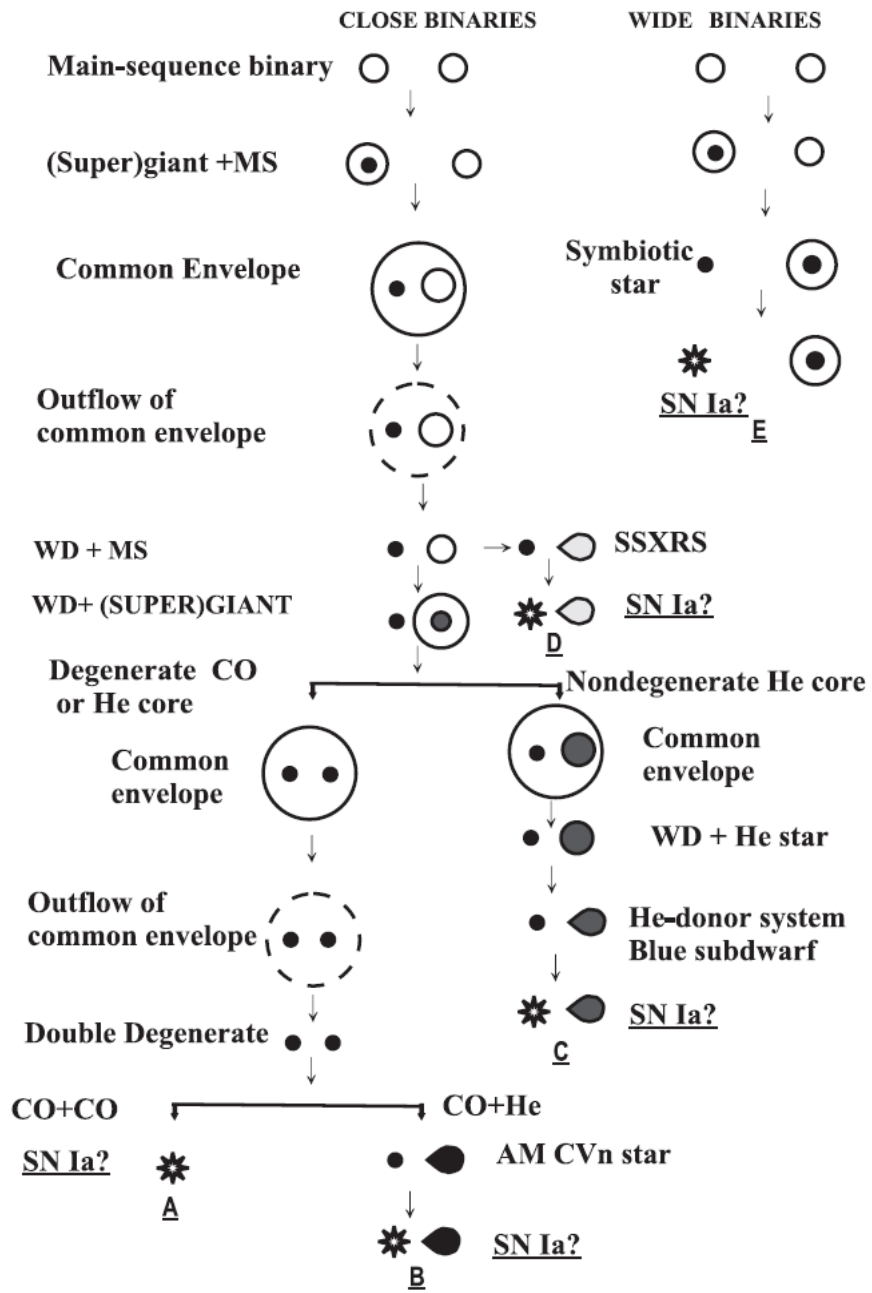 CLOSE BINARIES
WIDE BINARIES
Main-sequence binary
(Super)giant +MS
Common Envelope
Symbiotic
star
SN Ia?
E
Outflow of
common envelope
WD + MS
SSXRS
WD+ (SUPER)GIANT
SN Ia?
D
Degenerate CO
or He core
Nondegenerate He core
Common
envelope
Common
envelope
WD + He star
Outflow of
common envelope
He-donor system
Blue subdwarf
SN Ia?
C
Double Degenerate
CO+CO
CO+He
SN Ia?
A
AM CVn star
SN Ia?
B